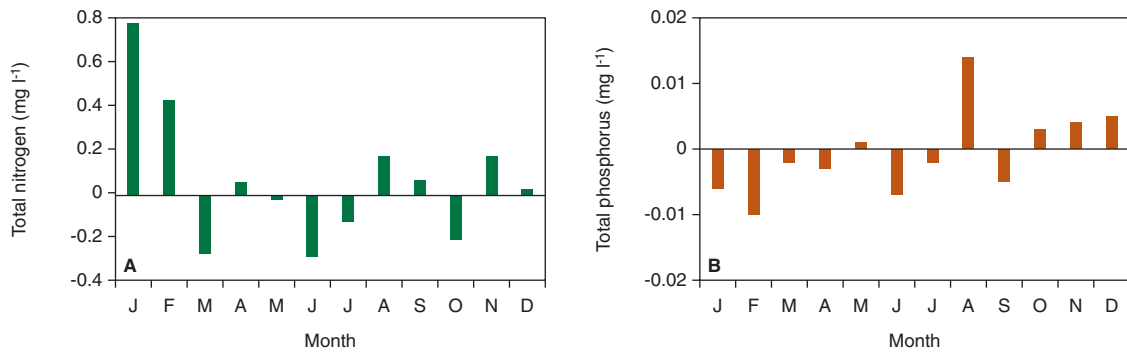 Total nitrogen (mg l-1)
0.8
0.6
0.4
0.2
0
-0.2
-0.4
A
J F M A M J J A S O N D
Month
Total phosphorus (mg l-1)
0.02
0.01
0
-0.01
-0.02
B
J F M A M J J A S O N D
Month